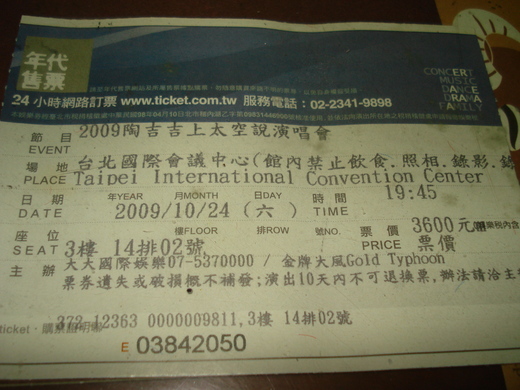 年代
售票
CONCERT
MUSIC
DANCE
DRAMA
FAMILY
24小時網路訂票 www.ticket.com.tw 服務電話：02-2341-9898
節目 2009陶吉吉上太空說演唱會
EVENT
場地 台北國際會議中心(館內禁止飲食.照相.錄影.錄
PLACE Taipei International Convention Center
日期 年YEAR 月MONTH 日DAY 時間 19:45
DATE 2009/10/24(六) TIME
座位 樓FLOOR 排ROW 號NO. 票價 3600元
SEAT 3樓 14排02號 PRICE 票價
主辦 大大國際娛樂07-5370000 / 金牌大風Gold Typhoon
票券遺失或破損概不補發;演出10天內不可退換票,辦法請洽主
372-12363 0000009811,3樓 14排02號
E 03842050